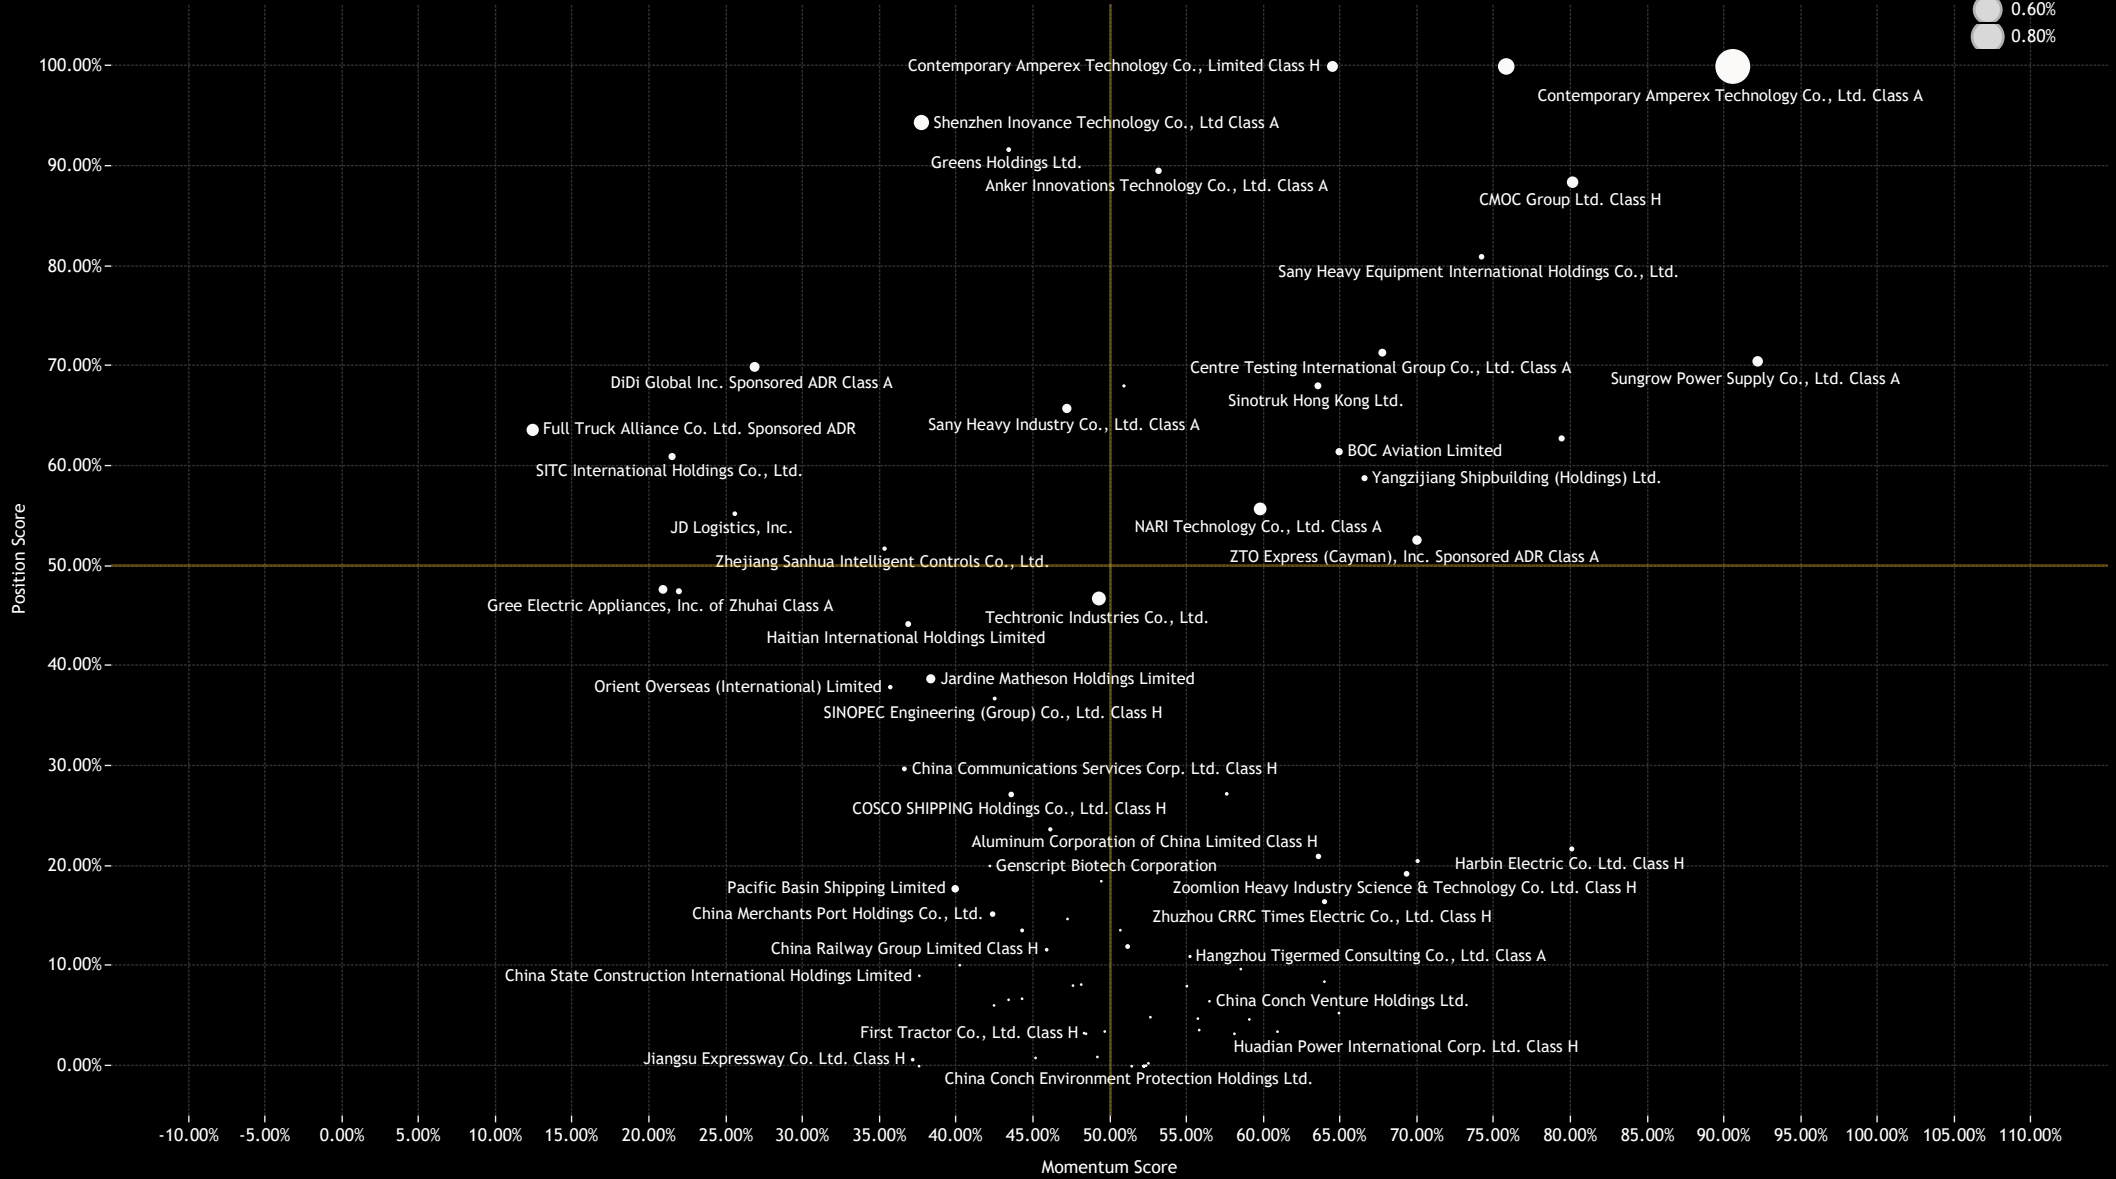 0.60%
0.80%
100.00%
Contemporary Amperex Technology Co., Limited Class H
Contemporary Amperex Technology Co., Ltd. Class A
Shenzhen Inovance Technology Co., Ltd Class A
90.00%
Greens Holdings Ltd.
Anker Innovations Technology Co., Ltd. Class A
CMOC Group Ltd. Class H
80.00%
Sany Heavy Equipment International Holdings Co., Ltd.
70.00%
Centre Testing International Group Co., Ltd. Class A
Sungrow Power Supply Co., Ltd. Class A
DiDi Global Inc. Sponsored ADR Class A
Sinotruk Hong Kong Ltd.
Sany Heavy Industry Co., Ltd. Class A
Full Truck Alliance Co. Ltd. Sponsored ADR
BOC Aviation Limited
60.00%
SITC International Holdings Co., Ltd.
Yangzijiang Shipbuilding (Holdings) Ltd.
JD Logistics, Inc.
NARI Technology Co., Ltd. Class A
ZTO Express (Cayman), Inc. Sponsored ADR Class A
Zhejiang Sanhua Intelligent Controls Co., Ltd.
50.00%
Position Score
Gree Electric Appliances, Inc. of Zhuhai Class A
Techtronic Industries Co., Ltd.
Haitian International Holdings Limited
40.00%
Jardine Matheson Holdings Limited
Orient Overseas (International) Limited
SINOPEC Engineering (Group) Co., Ltd. Class H
30.00%
China Communications Services Corp. Ltd. Class H
COSCO SHIPPING Holdings Co., Ltd. Class H
Aluminum Corporation of China Limited Class H
20.00%
Genscript Biotech Corporation
Harbin Electric Co. Ltd. Class H
Pacific Basin Shipping Limited
Zoomlion Heavy Industry Science & Technology Co. Ltd. Class H
China Merchants Port Holdings Co., Ltd.
Zhuzhou CRRC Times Electric Co., Ltd. Class H
China Railway Group Limited Class H
Hangzhou Tigermed Consulting Co., Ltd. Class A
10.00%
China State Construction International Holdings Limited
China Conch Venture Holdings Ltd.
First Tractor Co., Ltd. Class H
Huadian Power International Corp. Ltd. Class H
Jiangsu Expressway Co. Ltd. Class H
0.00%
China Conch Environment Protection Holdings Ltd.
-10.00% -5.00% 0.00% 5.00% 10.00% 15.00% 20.00% 25.00% 30.00% 35.00% 40.00% 45.00% 50.00% 55.00% 60.00% 65.00% 70.00% 75.00% 80.00% 85.00% 90.00% 95.00% 100.00% 105.00% 110.00%
Momentum Score